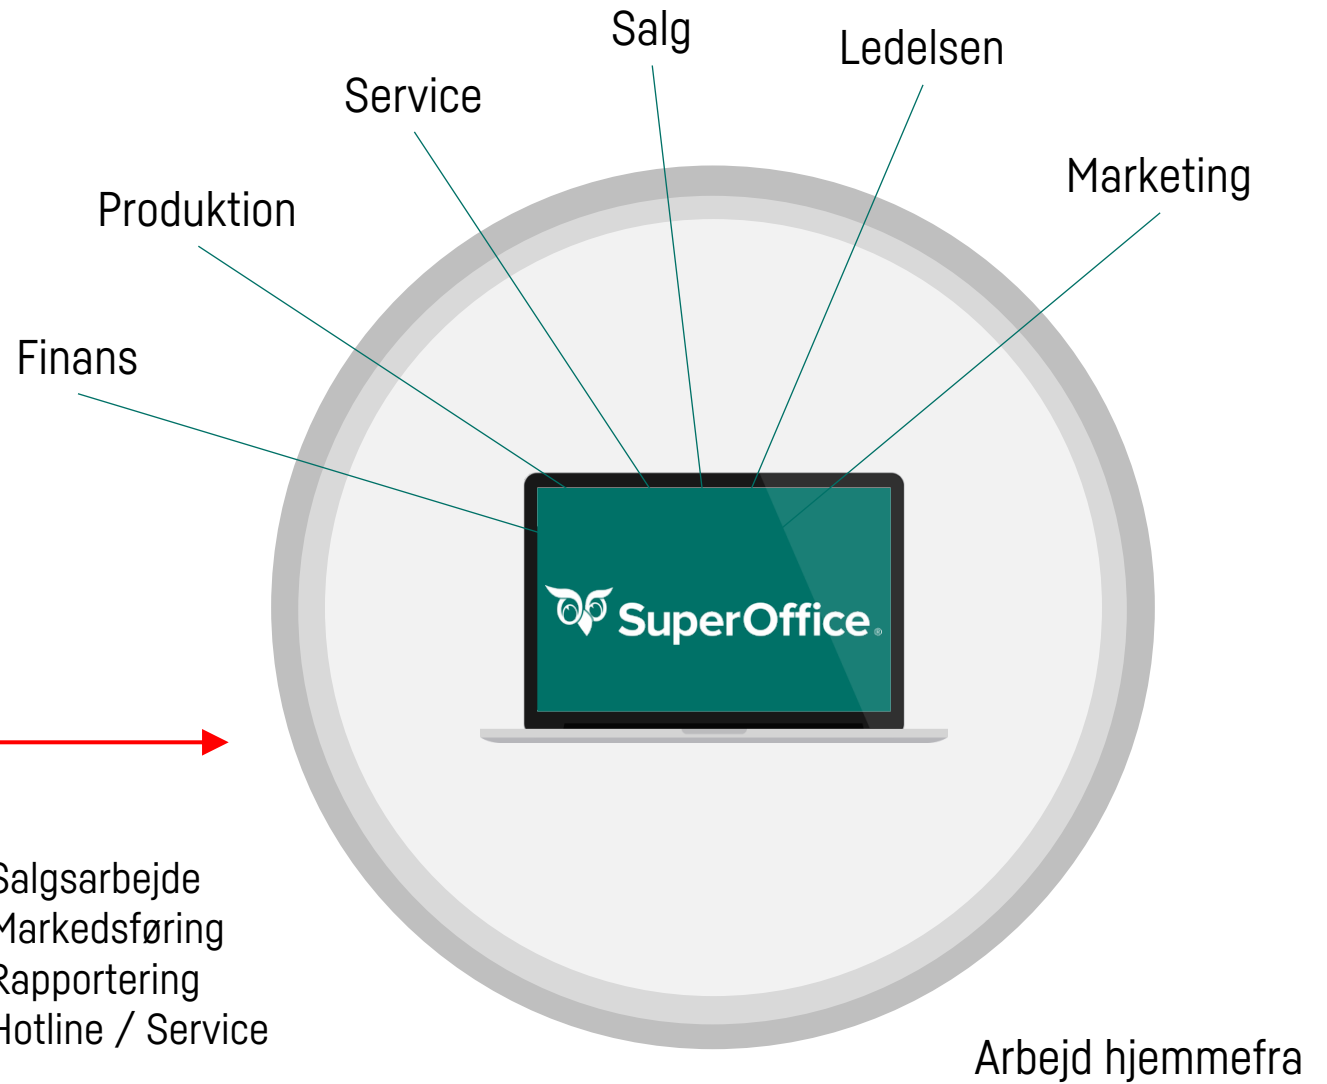 Salg
Ledelsen
Service
Marketing
Produktion
Finans
SuperOffice®
Salgsarbejde
Markedsføring
Rapportering
Hotline / Service
Arbejd hjemmefra